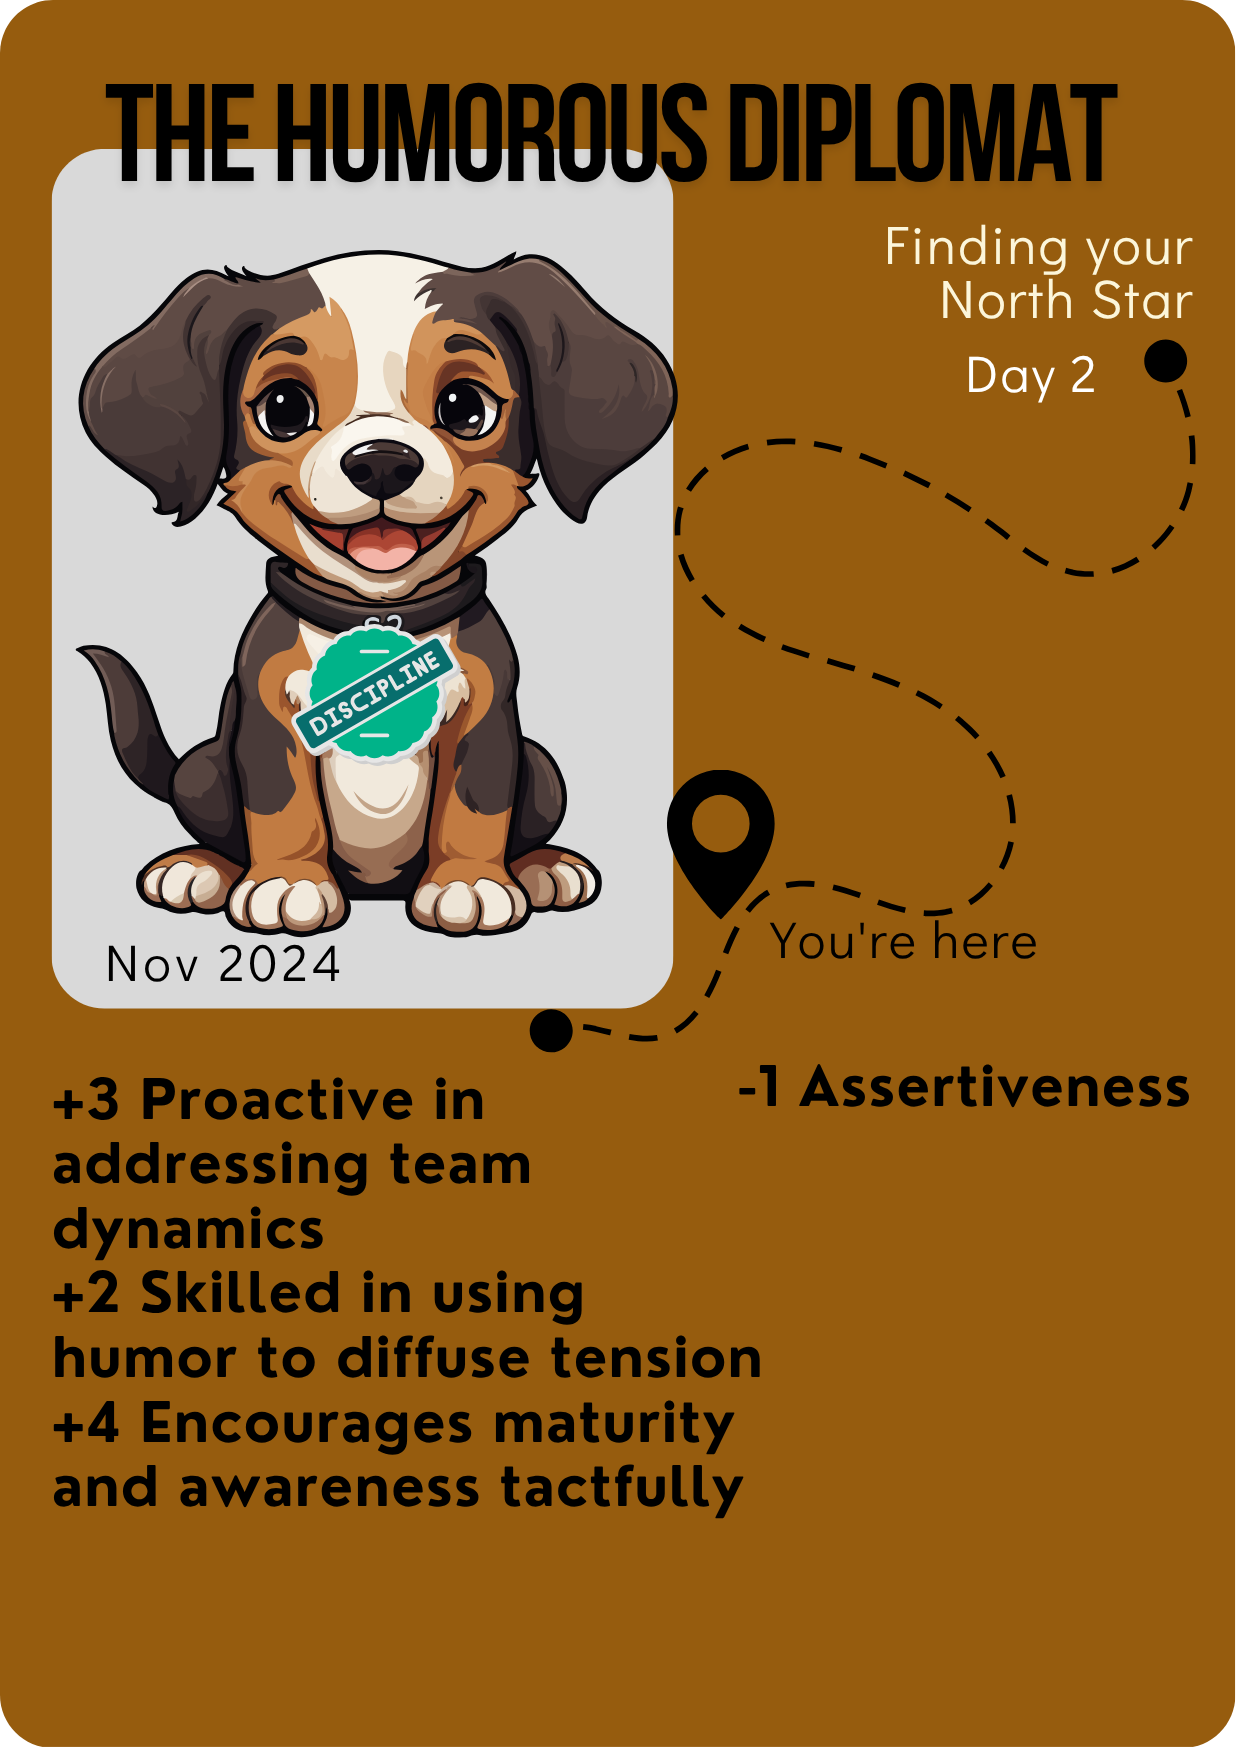 THE HUMOROUS DIPLOMAT
Finding your
North Star
Day 2
DISCIPLINE
You're here
Nov 2024
+3 Proactive in
addressing team
dynamics
+2 Skilled in using
humor to diffuse tension
+4 Encourages maturity
and awareness tactfully
-1 Assertiveness